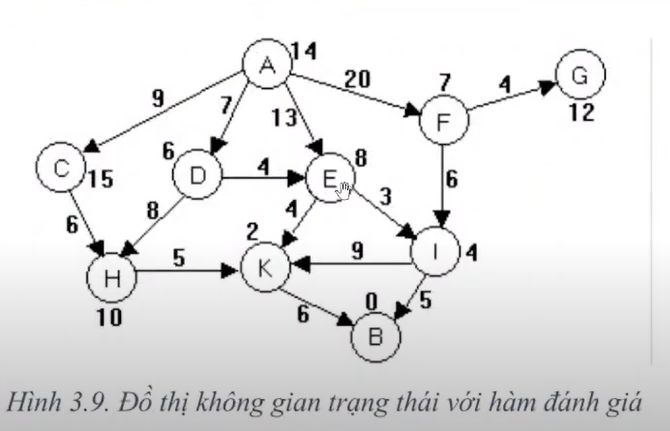 A 14
20
7
4
G
12
9
7
13
F
C
15
6
D
4
E
8
6
6
8
4
3
2
H
10
5
K
9
I
4
6
0
5
B
Hình 3.9. Đồ thị không gian trạng thái với hàm đánh giá